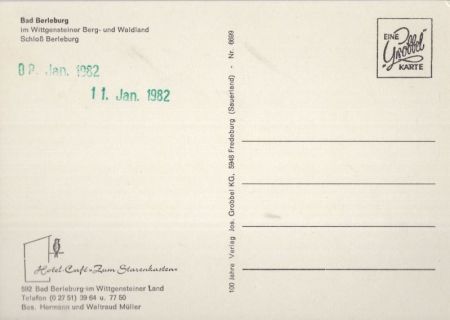 Bad Berleburg
im Wittgensteiner Berg- und Waldland
Schloß Berleburg
08. Jan. 1982
11. Jan. 1982
EINE
Grobbel
KARTE
100 Jahre Verlag Jos. Grobbel KG, 5948 Fredeburg (Sauerland) - Nr. 6699
Hotel-Café »Zum Starenkasten«
592 Bad Berleburg·im Wittgensteiner Land
Telefon (0 27 51) 39 64 u. 77 50
Bes. Hermann und Waltraud Müller